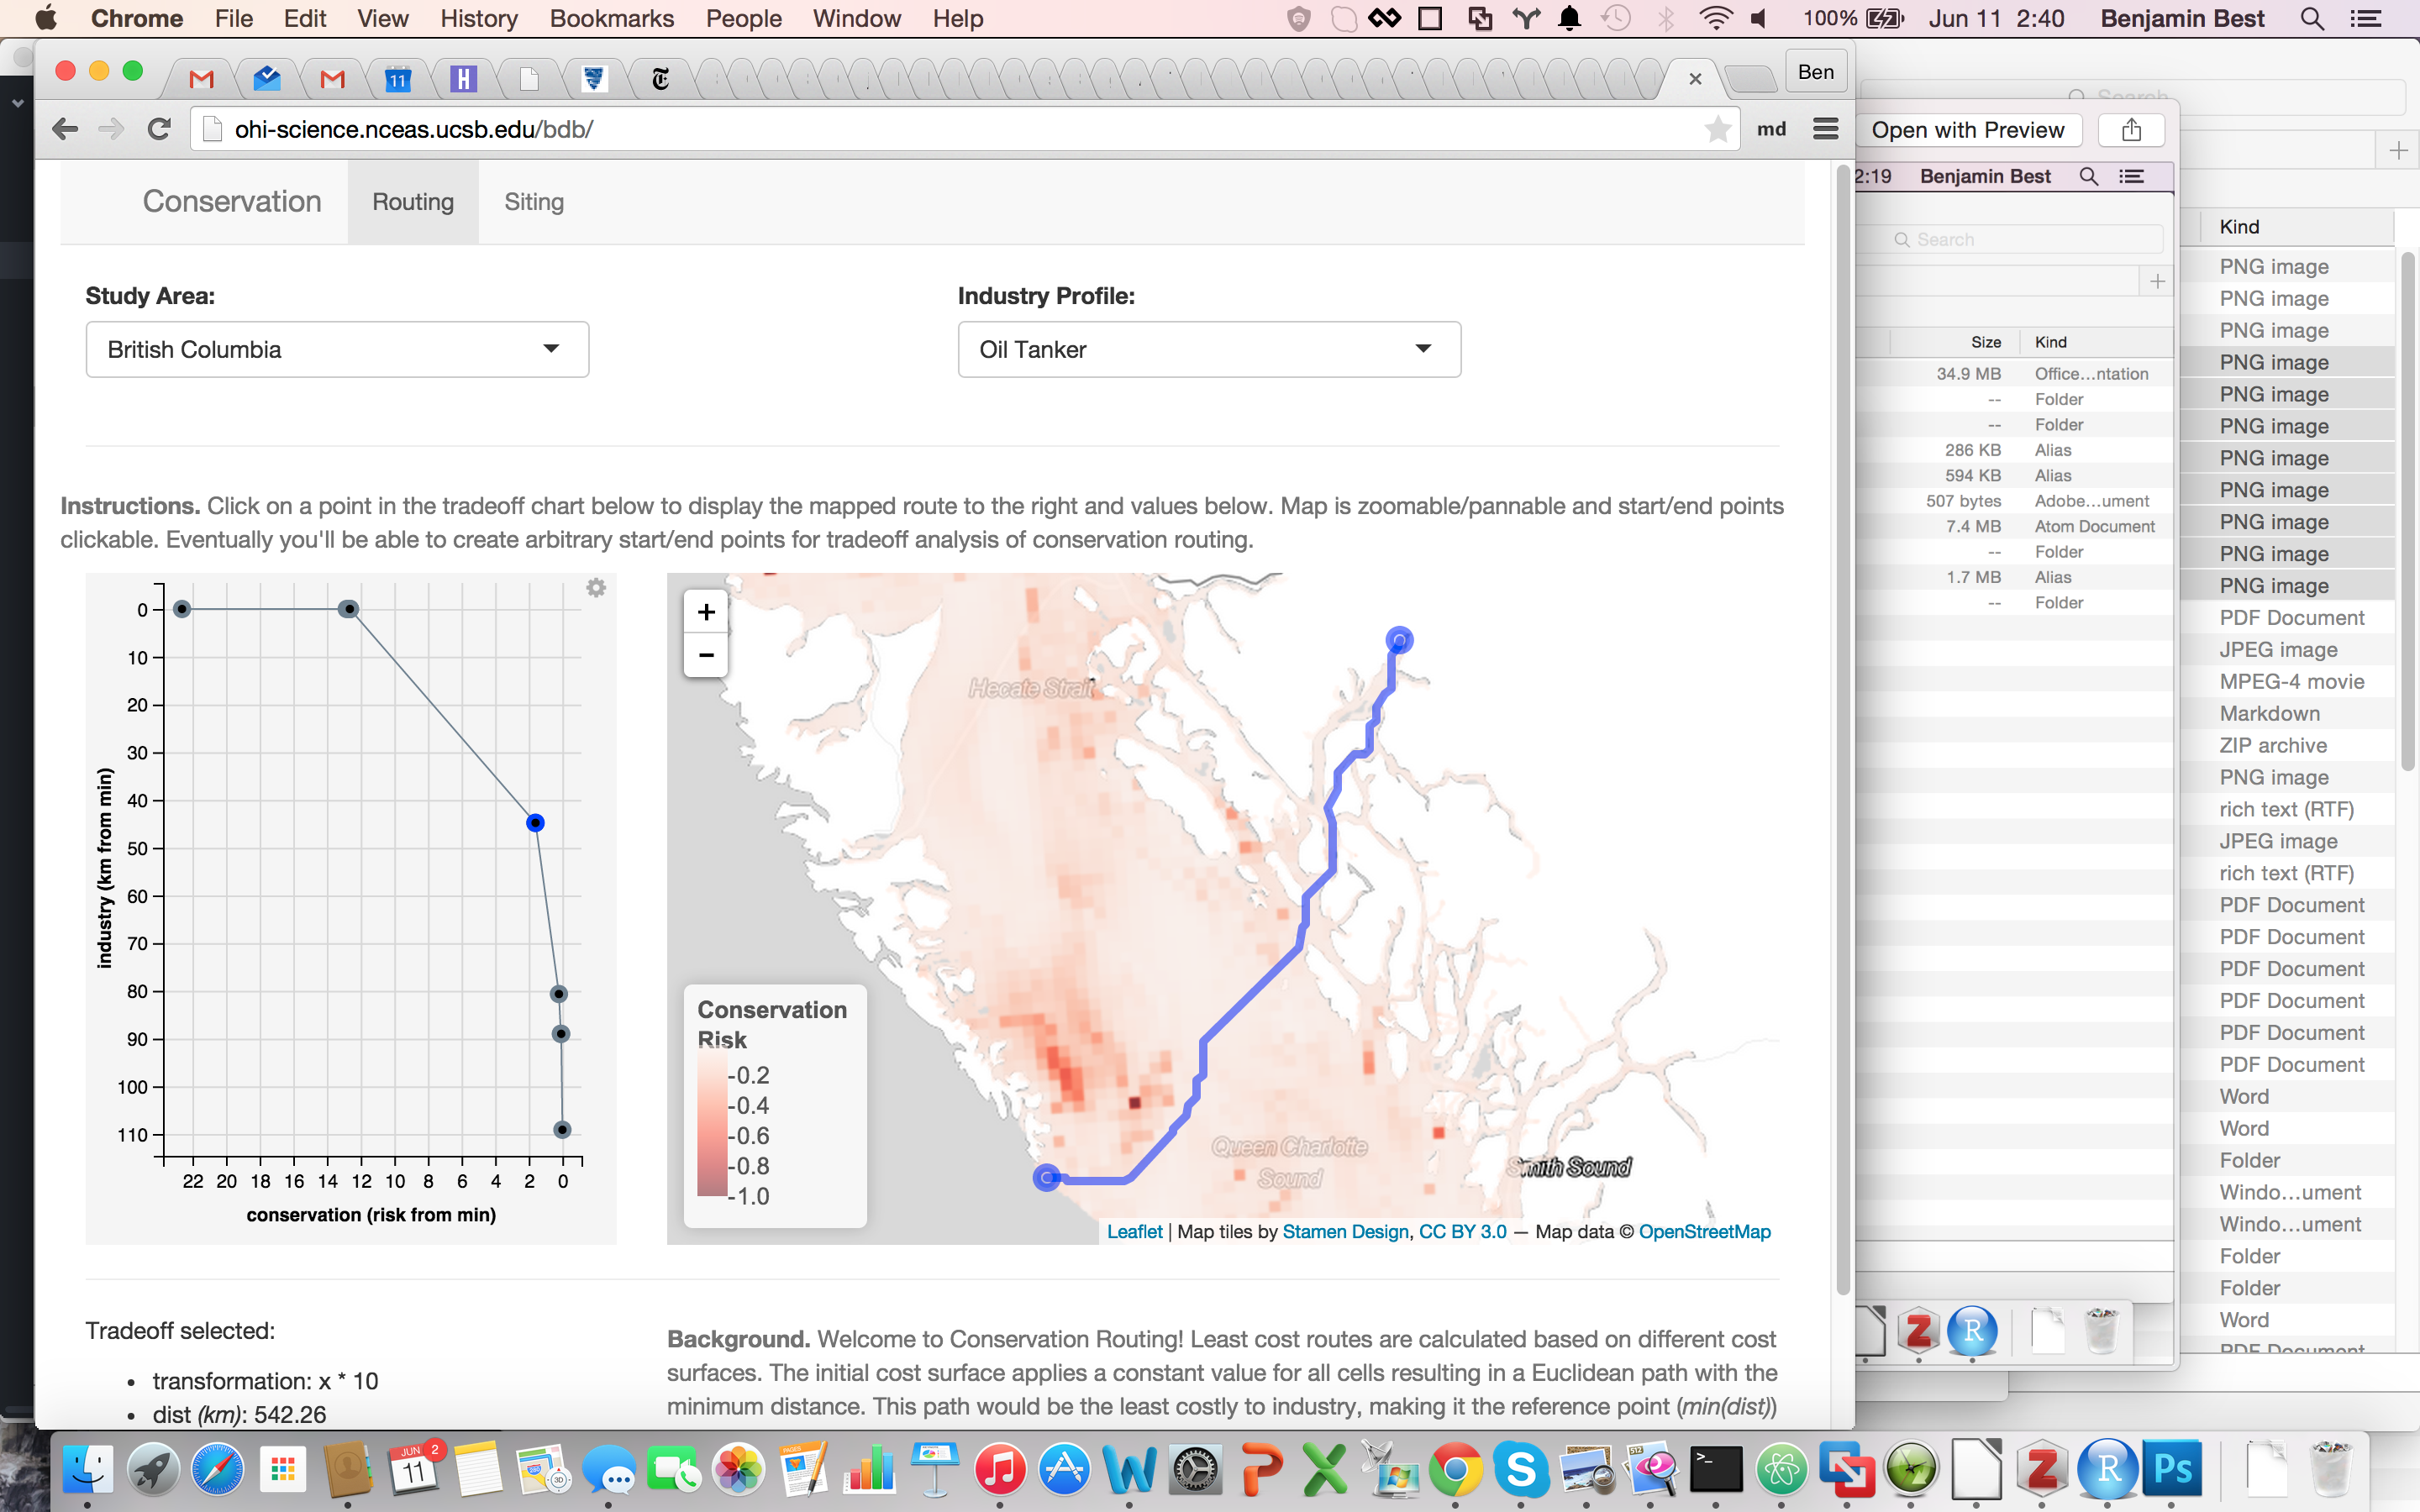 Chrome File Edit View History Bookmarks People Window Help 100% Jun 11 2:40 Benjamin Best
11 H Ben
ohi-science.nceas.ucsb.edu/bdb/ md
Conservation Routing Siting
Study Area: Industry Profile:
British Columbia Oil Tanker
Instructions. Click on a point in the tradeoff chart below to display the mapped route to the right and values below. Map is zoomable/pannable and start/end points
clickable. Eventually you'll be able to create arbitrary start/end points for tradeoff analysis of conservation routing.
0
10
20
30
40
50
60
70
80
90
100
110
industry (km from min)
22 20 18 16 14 12 10 8 6 4 2 0
conservation (risk from min)
+
−
Hecate Strait
Queen Charlotte
Sound
Smith Sound
Conservation
Risk
0.2
0.4
0.6
0.8
1.0
Leaflet | Map tiles by Stamen Design, CC BY 3.0 — Map data © OpenStreetMap
Tradeoff selected:
• transformation: x * 10
• dist (km): 542.26
Background. Welcome to Conservation Routing! Least cost routes are calculated based on different cost
surfaces. The initial cost surface applies a constant value for all cells resulting in a Euclidean path with the
minimum distance. This path would be the least costly to industry, making it the reference point (min(dist))
Search
Open with Preview
2:19 Benjamin Best
Search
Size Kind
34.9 MB Office...ntation
-- Folder
-- Folder
286 KB Alias
594 KB Alias
507 bytes Adobe...ument
7.4 MB Atom Document
-- Folder
1.7 MB Alias
-- Folder
Kind
PNG image
PNG image
PNG image
PNG image
PNG image
PNG image
PNG image
PNG image
PNG image
PNG image
PNG image
PDF Document
JPEG image
MPEG-4 movie
Markdown
ZIP archive
PNG image
rich text (RTF)
JPEG image
rich text (RTF)
PDF Document
PDF Document
PDF Document
PDF Document
PDF Document
PDF Document
Word
Word
Folder
Windo...ument
Windo...ument
Folder
Folder
Word
PDF Document
Z R
JUN 2
11
PAGES
Z R Ps